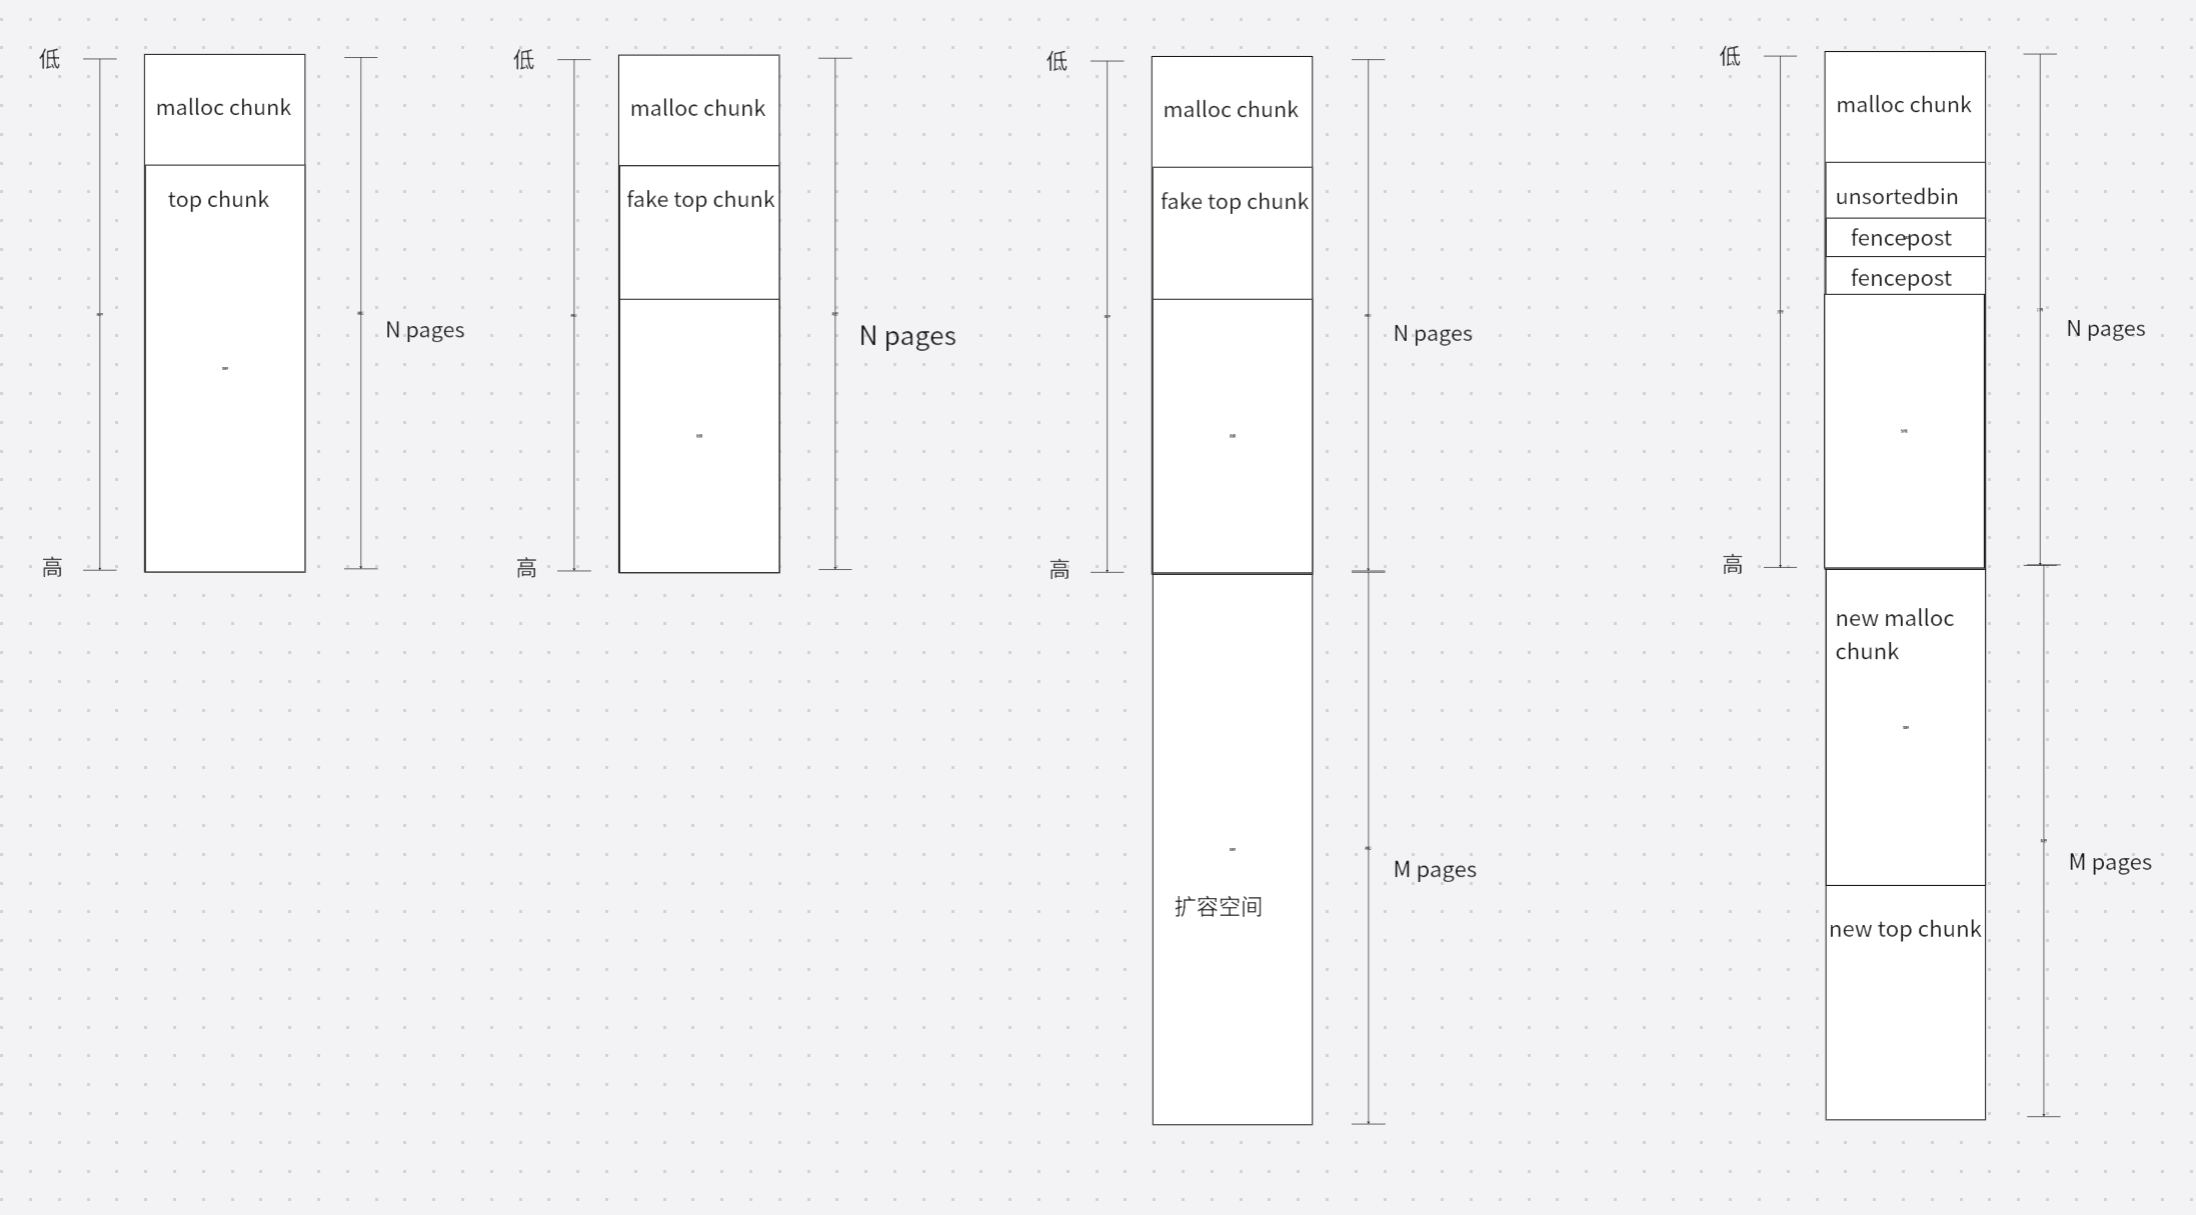 低
malloc chunk
top chunk
N pages
高
低
malloc chunk
fake top chunk
N pages
高
低
malloc chunk
fake top chunk
N pages
高
扩容空间
M pages
低
malloc chunk
unsortedbin
fencepost
fencepost
N pages
高
new malloc
chunk
M pages
new top chunk